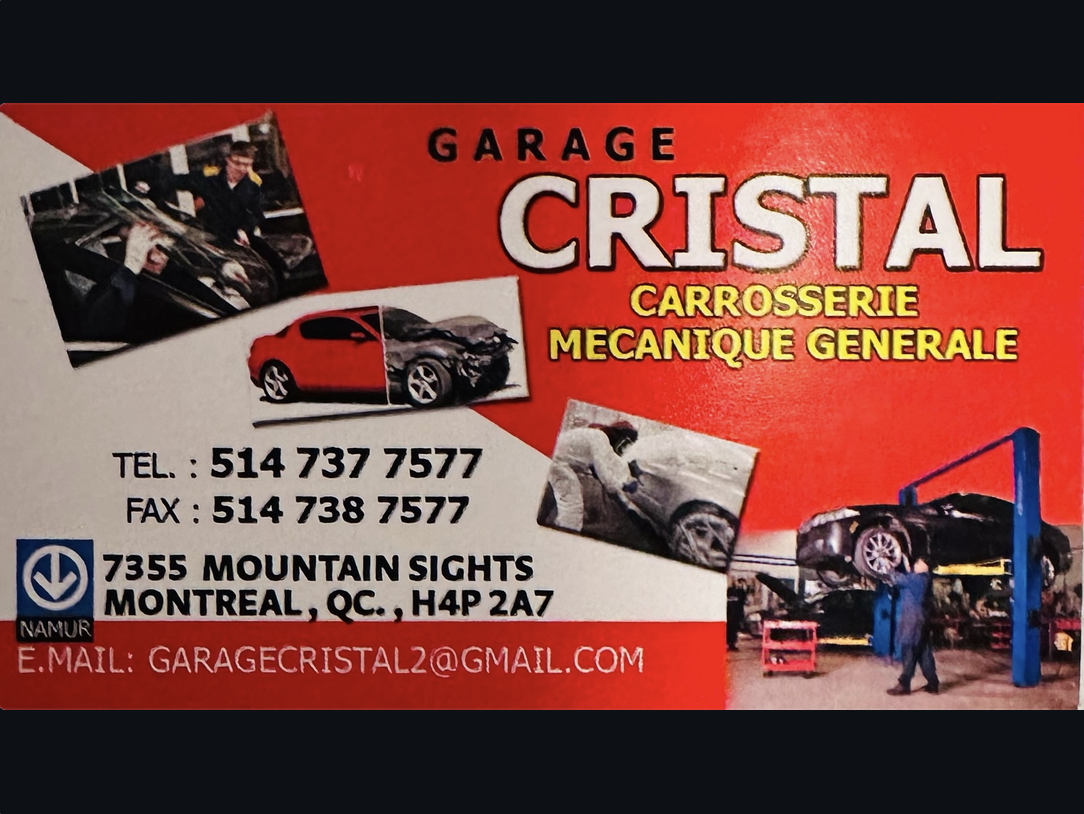 GARAGE
CRISTAL
CARROSSERIE
MECANIQUE GENERALE
TEL. : 514 737 7577
FAX : 514 738 7577
7355 MOUNTAIN SIGHTS
MONTREAL, QC., H4P 2A7
NAMUR
E.MAIL: GARAGECRISTAL2@GMAIL.COM